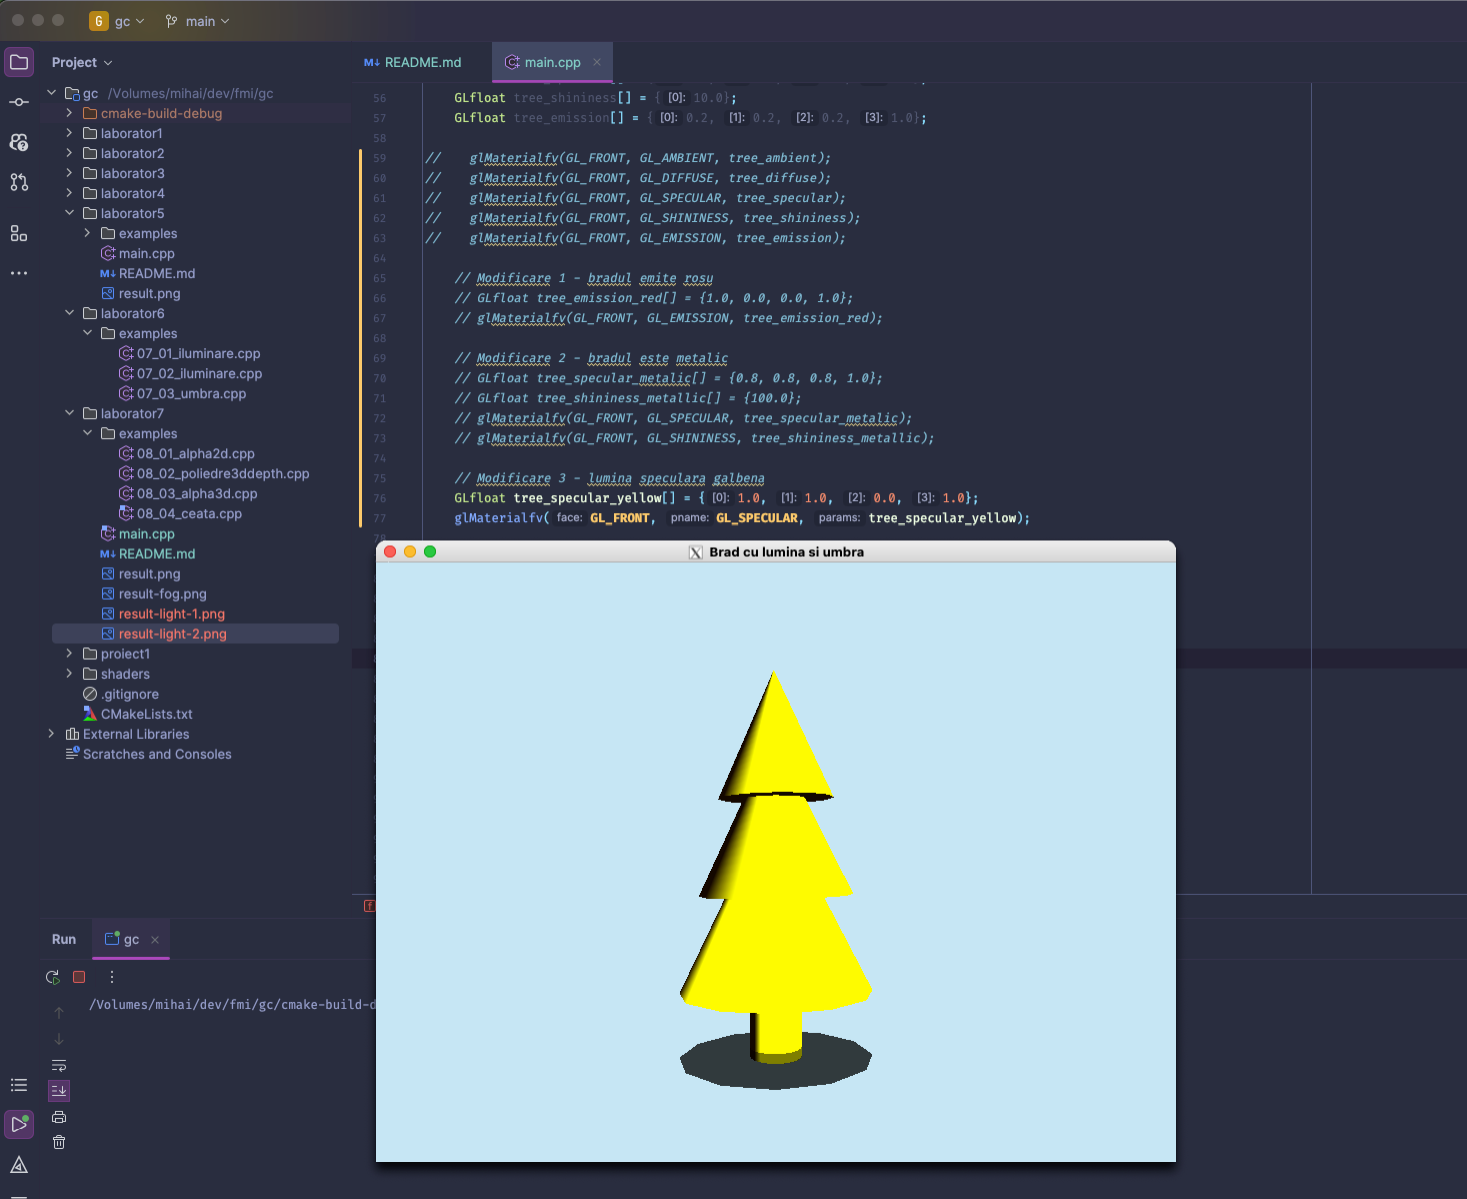 G gc main
Project
README.md main.cpp
gc /Volumes/mihai/dev/fmi/gc
cmake-build-debug
laborator1
laborator2
laborator3
laborator4
laborator5
examples
main.cpp
README.md
result.png
laborator6
examples
07_01_iluminare.cpp
07_02_iluminare.cpp
07_03_umbra.cpp
laborator7
examples
08_01_alpha2d.cpp
08_02_poliedre3ddepth.cpp
08_03_alpha3d.cpp
08_04_ceata.cpp
main.cpp
README.md
result.png
result-fog.png
result-light-1.png
result-light-2.png
proiect1
shaders
.gitignore
CMakeLists.txt
External Libraries
Scratches and Consoles
56 GLfloat tree_shininess[] = { [0]: 10.0};
57 GLfloat tree_emission[] = { [0]: 0.2, [1]: 0.2, [2]: 0.2, [3]: 1.0};
58
59 // glMaterialfv(GL_FRONT, GL_AMBIENT, tree_ambient);
60 // glMaterialfv(GL_FRONT, GL_DIFFUSE, tree_diffuse);
61 // glMaterialfv(GL_FRONT, GL_SPECULAR, tree_specular);
62 // glMaterialfv(GL_FRONT, GL_SHININESS, tree_shininess);
63 // glMaterialfv(GL_FRONT, GL_EMISSION, tree_emission);
64
65 // Modificare 1 - bradul emite rosu
66 // GLfloat tree_emission_red[] = {1.0, 0.0, 0.0, 1.0};
67 // glMaterialfv(GL_FRONT, GL_EMISSION, tree_emission_red);
68
69 // Modificare 2 - bradul este metalic
70 // GLfloat tree_specular_metalic[] = {0.8, 0.8, 0.8, 1.0};
71 // GLfloat tree_shininess_metallic[] = {100.0};
72 // glMaterialfv(GL_FRONT, GL_SPECULAR, tree_specular_metalic);
73 // glMaterialfv(GL_FRONT, GL_SHININESS, tree_shininess_metallic);
74
75 // Modificare 3 - lumina speculara galbena
76 GLfloat tree_specular_yellow[] = { [0]: 1.0, [1]: 1.0, [2]: 0.0, [3]: 1.0};
77 glMaterialfv( face: GL_FRONT, pname: GL_SPECULAR, params: tree_specular_yellow);
Brad cu lumina si umbra
Run gc
/Volumes/mihai/dev/fmi/gc/cmake-build-d